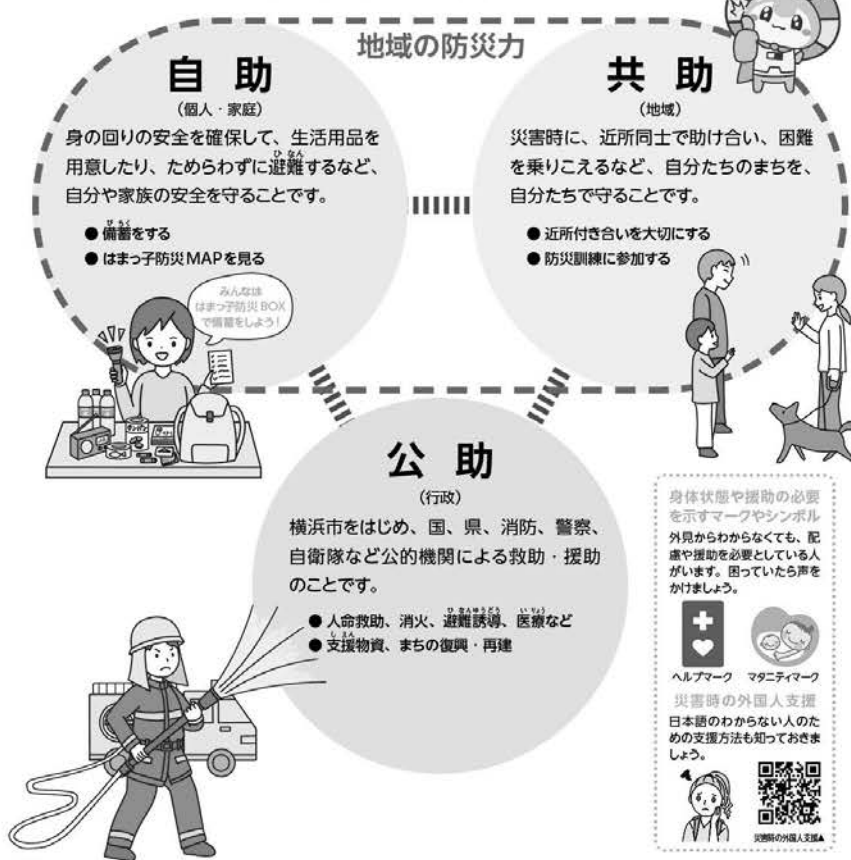 地域の防災力
自助
(個人・家庭)
身の回りの安全を確保して、生活用品を
用意したり、ためらわずに避難するなど、
自分や家族の安全を守ることです。
●備蓄をする
●はまっ子防災MAPを見る
みんなは
はまっ子防災BOX
で備蓄をしよう!
共助
(地域)
災害時に、近所同士で助け合い、困難
を乗りこえるなど、自分たちのまちを、
自分たちで守ることです。
●近所付き合いを大切にする
●防災訓練に参加する
公助
(行政)
横浜市をはじめ、国、県、消防、警察、
自衛隊など公的機関による救助・援助
のことです。
●人命救助、消火、避難誘導、医療など
●支援物資、まちの復興・再建
身体状態や援助の必要
を示すマークやシンボル
外見からわからなくても、配
慮や援助を必要としている人
がいます。困っていたら声を
かけましょう。
ヘルプマーク マタニティマーク
災害時の外国人支援
日本語のわからない人のた
めの支援方法も知っておきま
しょう。
災害時の外国人支援▲